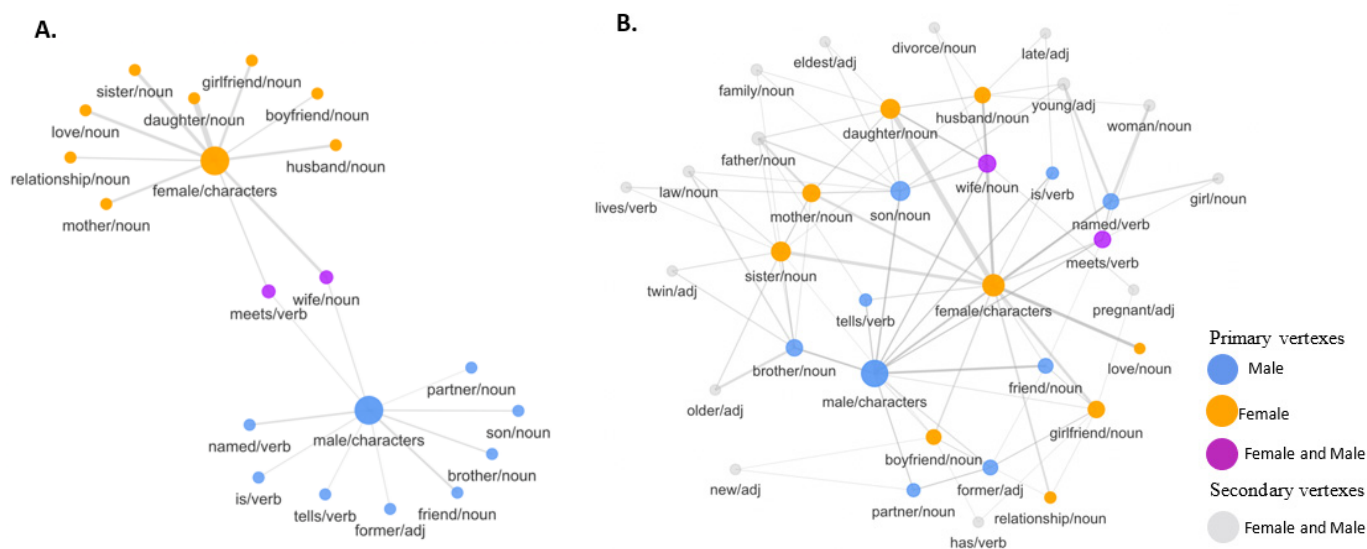 A.
girlfriend/noun
sister/noun
boyfriend/noun
daughter/noun
love/noun
husband/noun
relationship/noun
female/characters
mother/noun
wife/noun
meets/verb
partner/noun
son/noun
male/characters
named/verb
brother/noun
is/verb
friend/noun
tells/verb
former/adj
B.
divorce/noun
late/adj
eldest/adj
family/noun
young/adj
husband/noun
woman/noun
daughter/noun
father/noun
wife/noun
is/verb
law/noun
girl/noun
lives/verb
mother/noun
son/noun
named/verb
meets/verb
sister/noun
twin/adj
female/characters
pregnant/adj
tells/verb
love/noun
brother/noun
friend/noun
male/characters
older/adj
girlfriend/noun
boyfriend/noun
new/adj
former/adj
partner/noun
relationship/noun
has/verb
Primary vertexes
Male
Female
Female and Male
Secondary vertexes
Female and Male